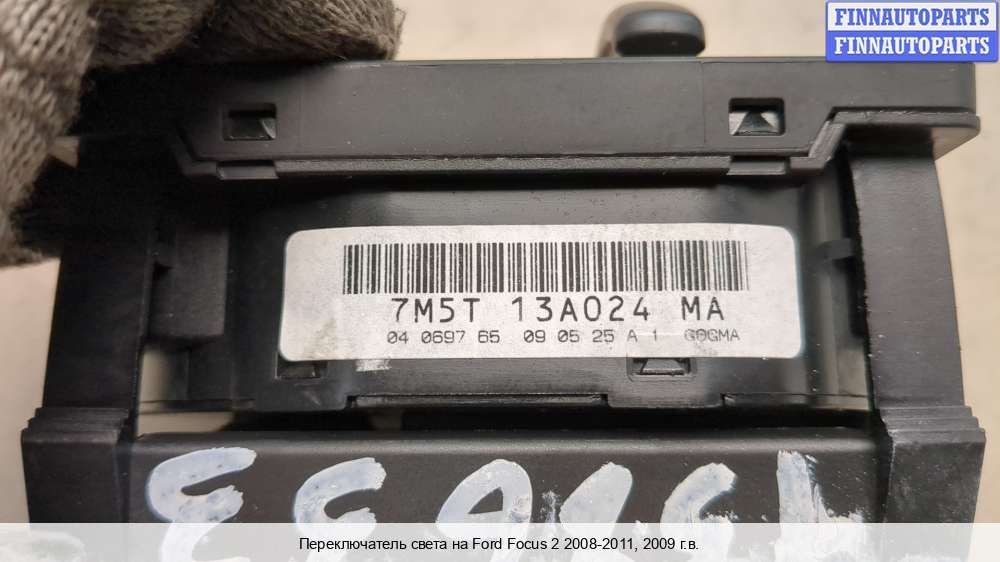 FINNAUTOPARTS
FINNAUTOPARTS
7M5T 13A024 MA
04 0697 65 09 05 25 A 1 GQGMA
Переключатель света на Ford Focus 2 2008-2011, 2009 г.в.